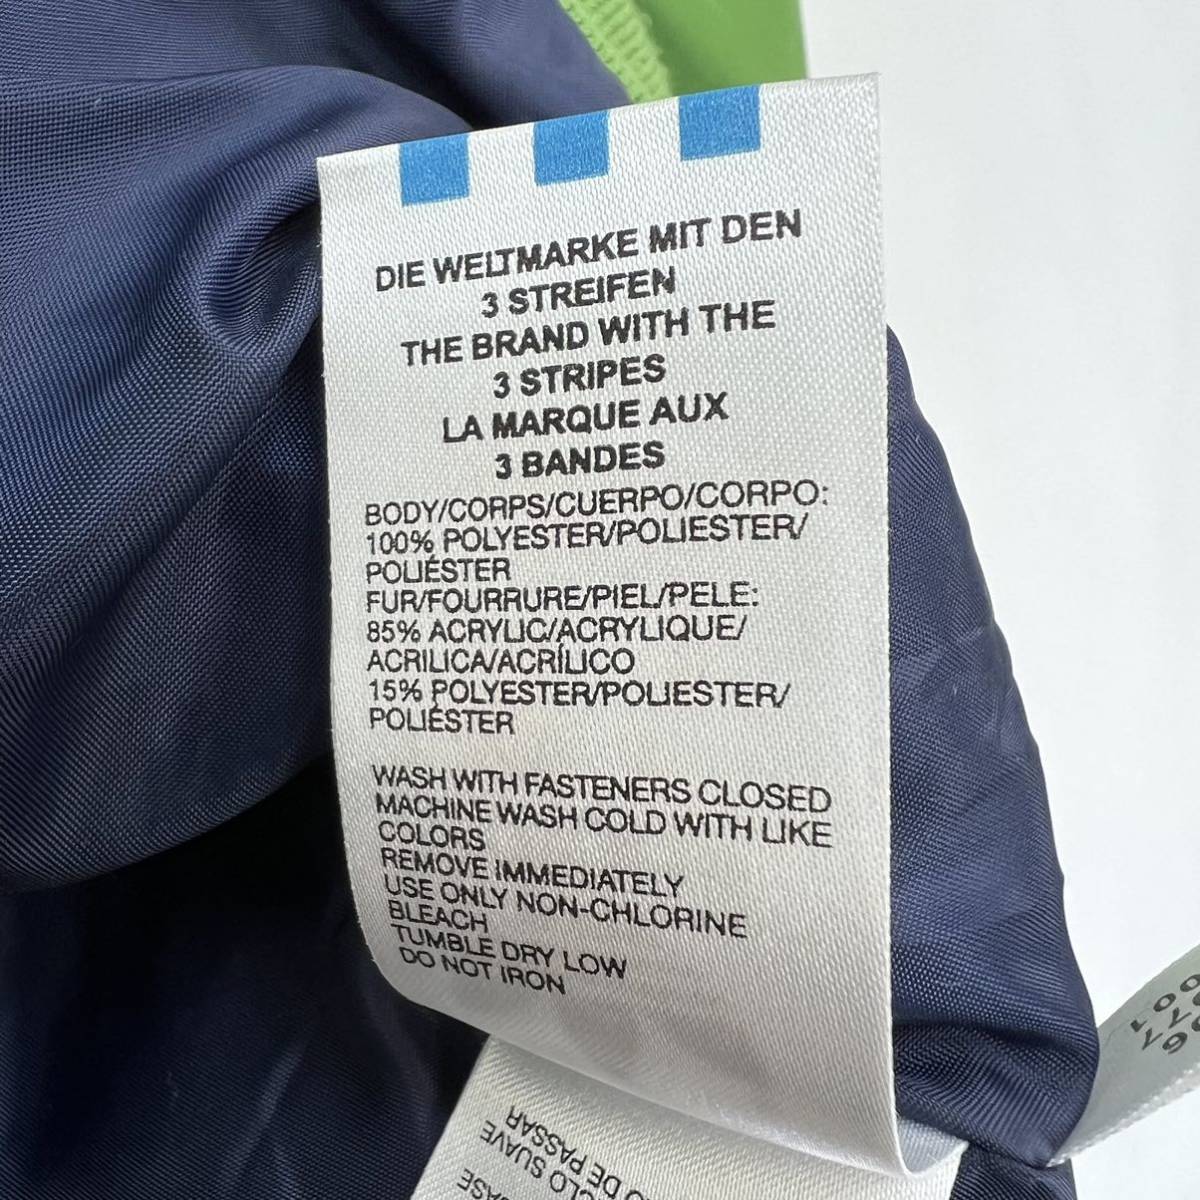 DIE WELTMARKE MIT DEN
3 STREIFEN
THE BRAND WITH THE
3 STRIPES
LA MARQUE AUX
3 BANDES
BODY/CORPS/CUERPO/CORPO:
100% POLYESTER/POLIESTER/
POLIÉSTER
FUR/FOURRURE/PIEL/PELE:
85% ACRYLIC/ACRYLIQUE/
ACRILICA/ACRÍLICO
15% POLYESTER/POLIESTER/
POLIÉSTER
WASH WITH FASTENERS CLOSED
MACHINE WASH COLD WITH LIKE
COLORS
REMOVE IMMEDIATELY
USE ONLY NON-CHLORINE
BLEACH
TUMBLE DRY LOW
DO NOT IRON
DE PASSAR
SUAVE